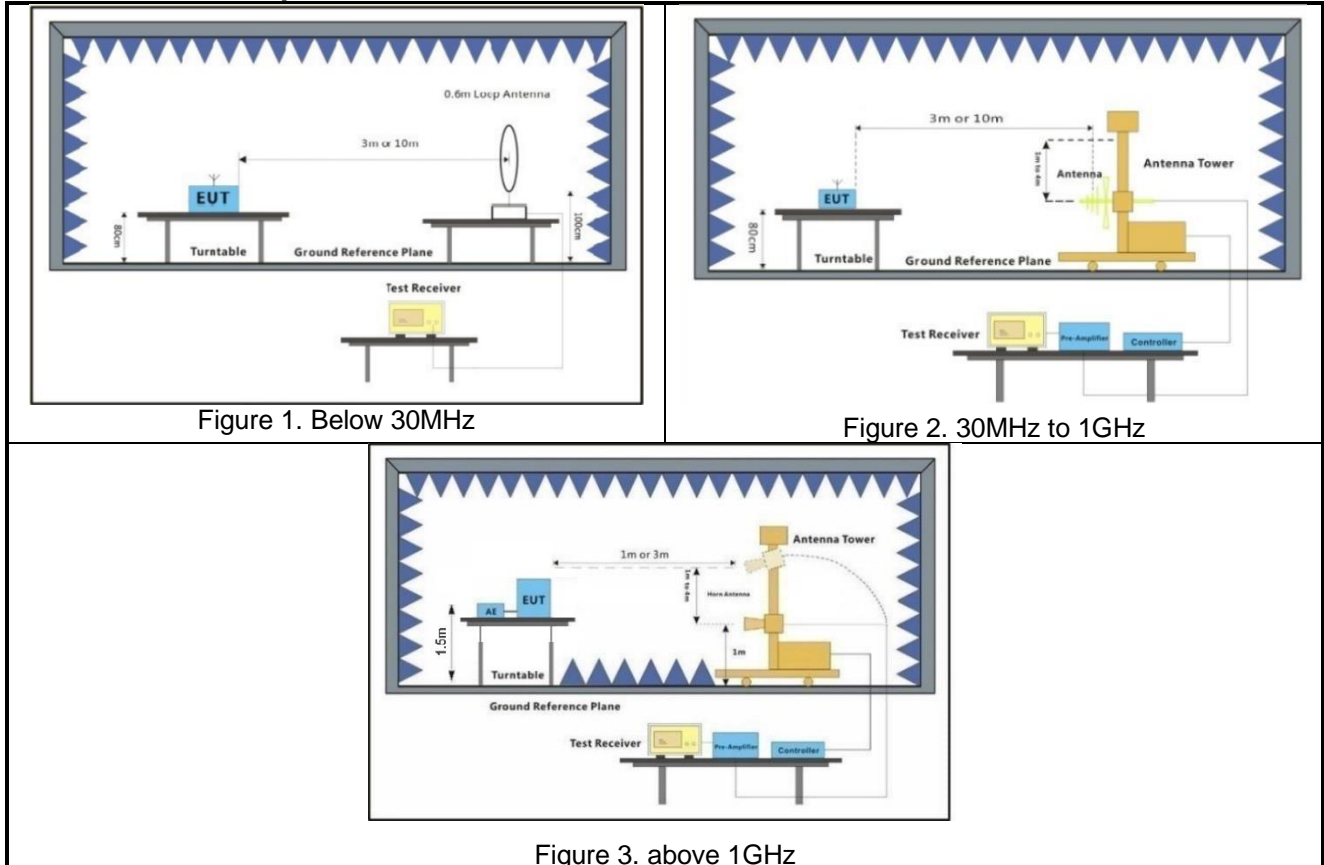 0.6m Loop Antenna
3m or 10m
EUT
80cm
100cm
Turntable
Ground Reference Plane
Test Receiver
Figure 1. Below 30MHz
3m or 10m
1m to 4m
Antenna Tower
Antenna
EUT
80cm
Turntable
Ground Reference Plane
Test Receiver
Pre-Amplifier
Controller
Figure 2. 30MHz to 1GHz
Antenna Tower
1m or 3m
1m to 4m
Horn Antenna
EUT
AE
1.5m
1m
Turntable
Ground Reference Plane
Test Receiver
Pre-Amplifier
Controller
Figure 3. above 1GHz